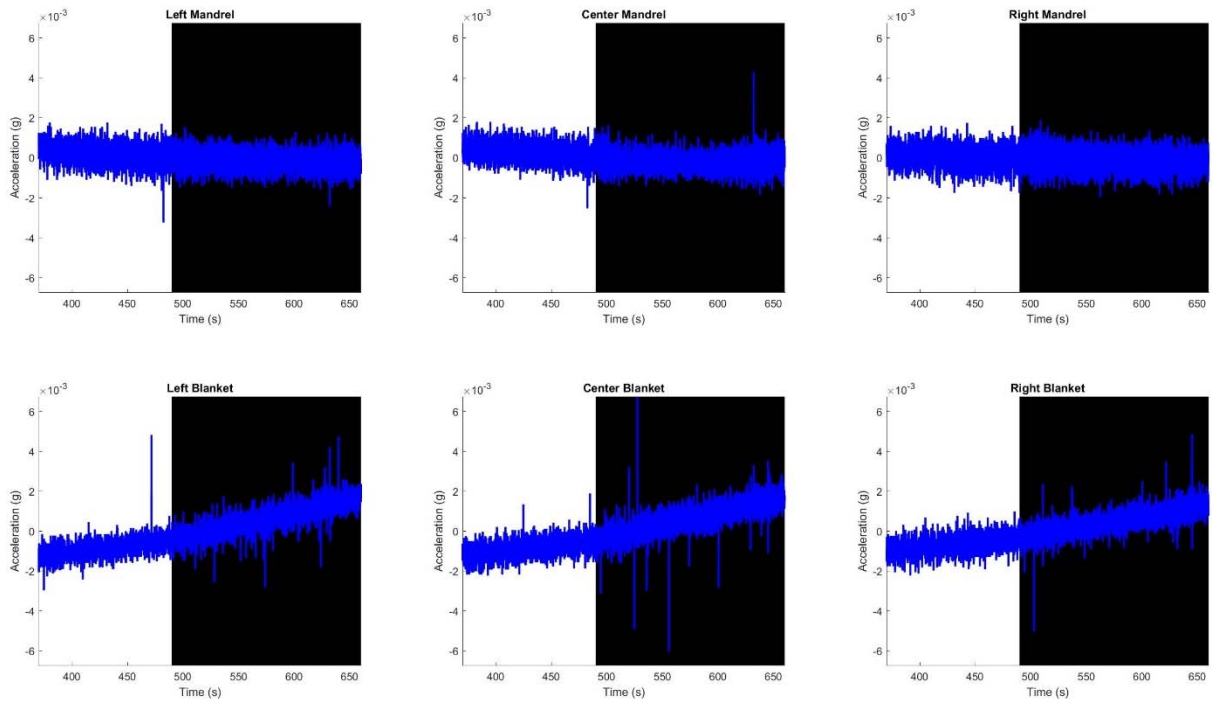 Left Mandrel
×10⁻³
6
4
2
0
-2
-4
-6
Acceleration (g)
400 450 500 550 600 650
Time (s)
Center Mandrel
×10⁻³
6
4
2
0
-2
-4
-6
Acceleration (g)
400 450 500 550 600 650
Time (s)
Right Mandrel
×10⁻³
6
4
2
0
-2
-4
-6
Acceleration (g)
400 450 500 550 600 650
Time (s)
Left Blanket
×10⁻³
6
4
2
0
-2
-4
-6
Acceleration (g)
400 450 500 550 600 650
Time (s)
Center Blanket
×10⁻³
6
4
2
0
-2
-4
-6
Acceleration (g)
400 450 500 550 600 650
Time (s)
Right Blanket
×10⁻³
6
4
2
0
-2
-4
-6
Acceleration (g)
400 450 500 550 600 650
Time (s)